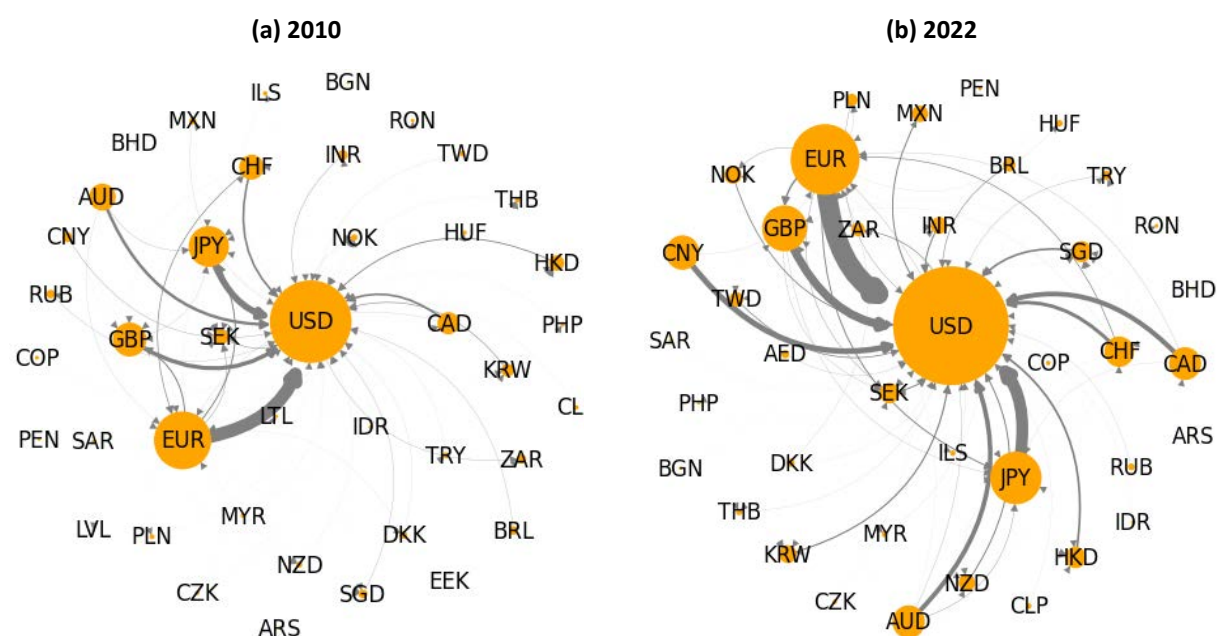 (a) 2010
ILS
BGN
MXN
RON
BHD
CHF
INR
TWD
AUD
THB
CNY
JPY
NOK
HUF
HKD
RUB
GBP
SEK
USD
CAD
PHP
COP
KRW
LTL
CL
PEN
SAR
EUR
IDR
TRY
ZAR
LVL
PLN
MYR
DKK
BRL
CZK
NZD
SGD
EEK
ARS
(b) 2022
PEN
PLN
MXN
HUF
EUR
NOK
BRL
TRY
GBP
ZAR
INR
RON
CNY
SGD
TWD
BHD
SAR
AED
USD
COP
CHF
CAD
PHP
SEK
ARS
BGN
DKK
ILS
JPY
RUB
THB
MYR
IDR
KRW
NZD
HKD
CZK
AUD
CLP